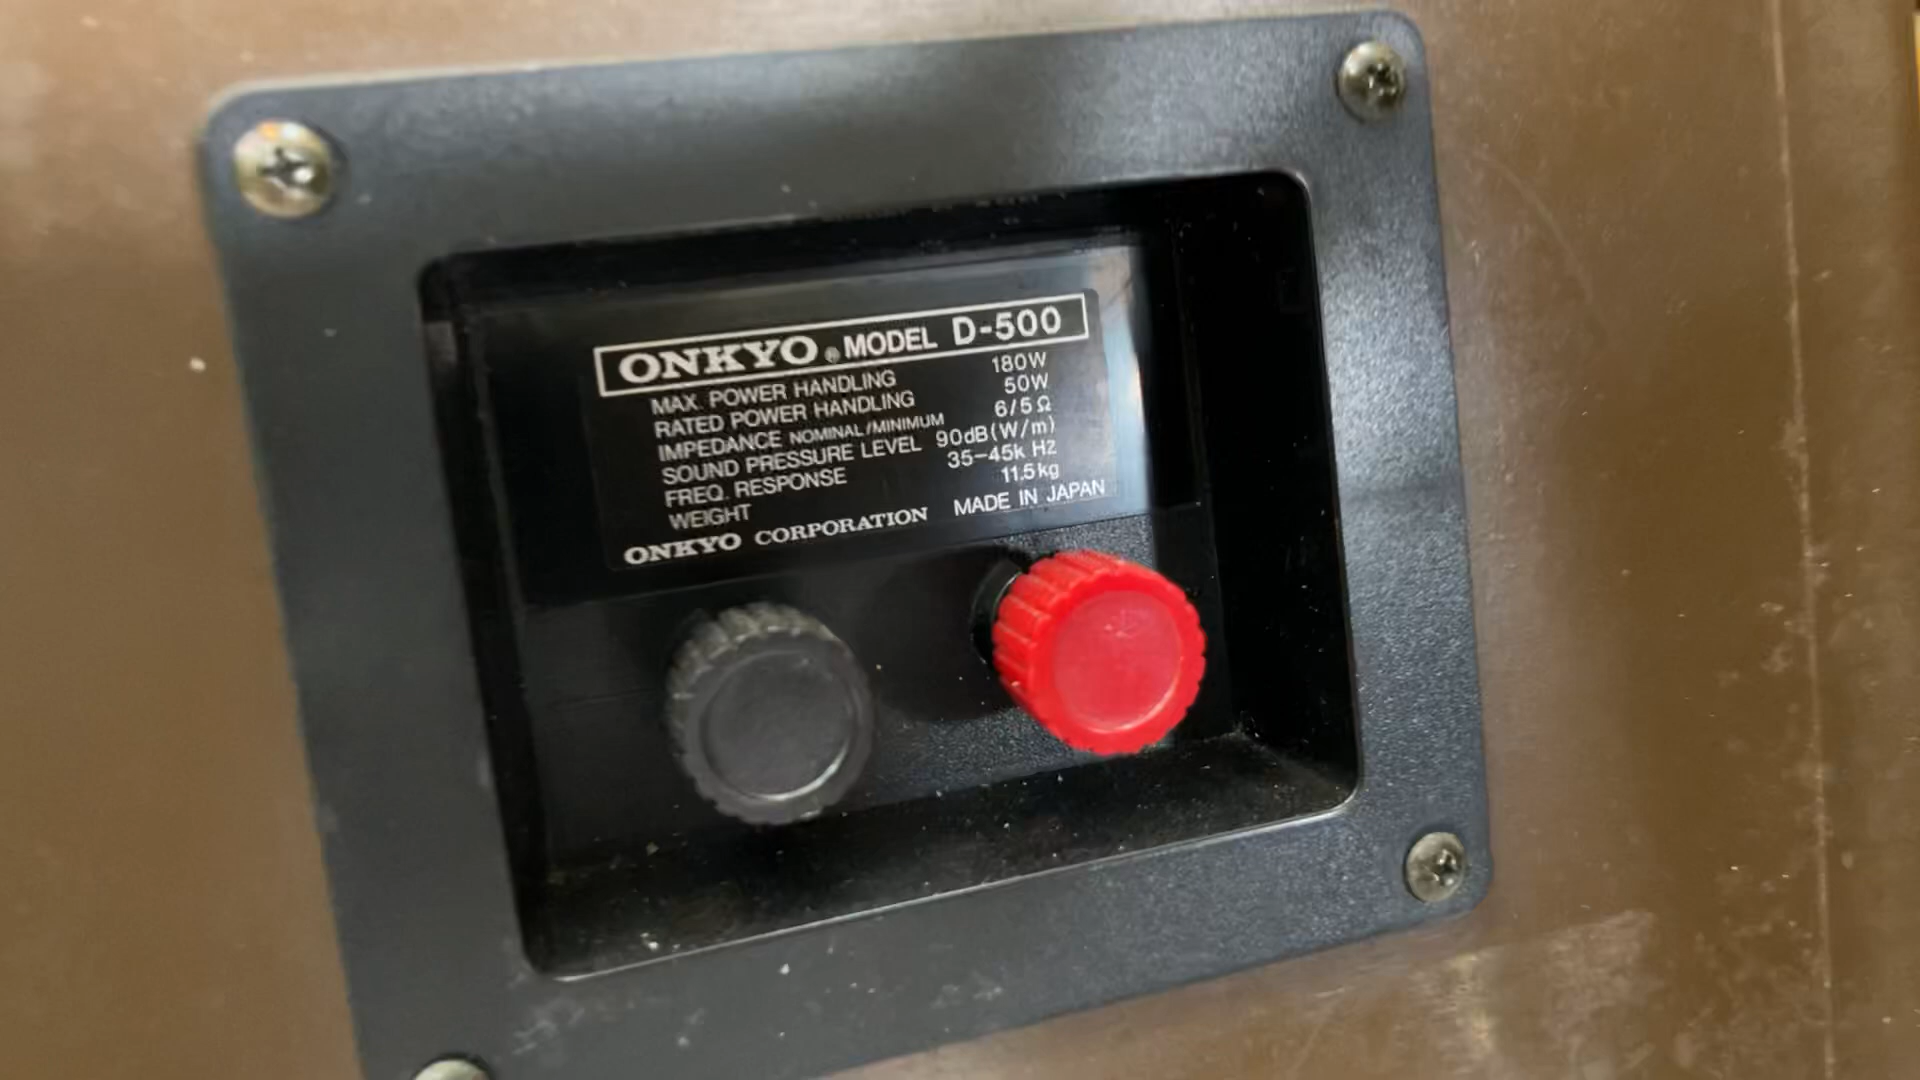 ONKYO ® MODEL D-500
MAX. POWER HANDLING 180W
RATED POWER HANDLING 50W
IMPEDANCE NOMINAL/MINIMUM 6/5Ω
SOUND PRESSURE LEVEL 90dB(W/m)
FREQ. RESPONSE 35-45k Hz
WEIGHT 11.5kg
ONKYO CORPORATION MADE IN JAPAN